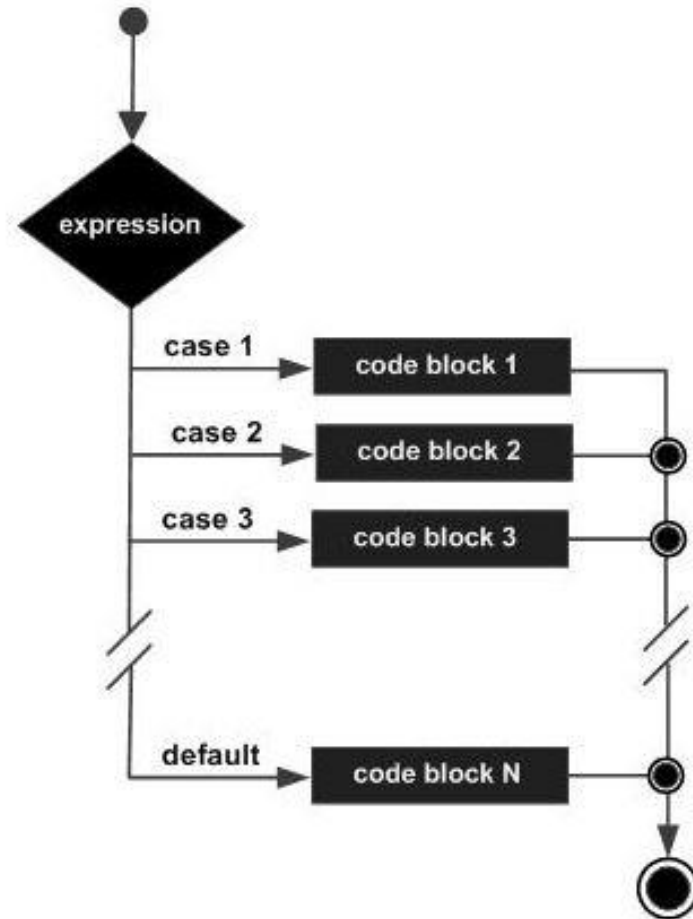 expression
case 1
code block 1
case 2
code block 2
case 3
code block 3
default
code block N